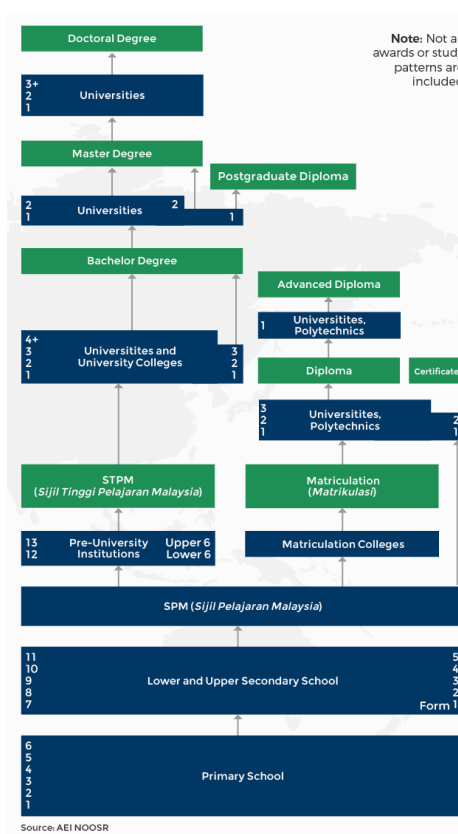 Doctoral Degree
Note: Not a
awards or stud
patterns ar
include
3+
2
1
Universities
Master Degree
Postgraduate Diploma
2
1
Universities
2
1
Bachelor Degree
Advanced Diploma
1
Universitites,
Polytechnics
4+
3
2
1
Universitites and
University Colleges
3
2
1
Diploma
Certificate
3
2
1
Universitites,
Polytechnics
2
1
STPM
(Sijil Tinggi Pelajaran Malaysia)
Matriculation
(Matrikulasi)
13
12
Pre-University
Institutions
Upper 6
Lower 6
Matriculation Colleges
SPM (Sijil Pelajaran Malaysia)
11
10
9
8
7
Lower and Upper Secondary School
5
4
3
2
Form 1
6
5
4
3
2
1
Primary School
Source: AEI NOOSR